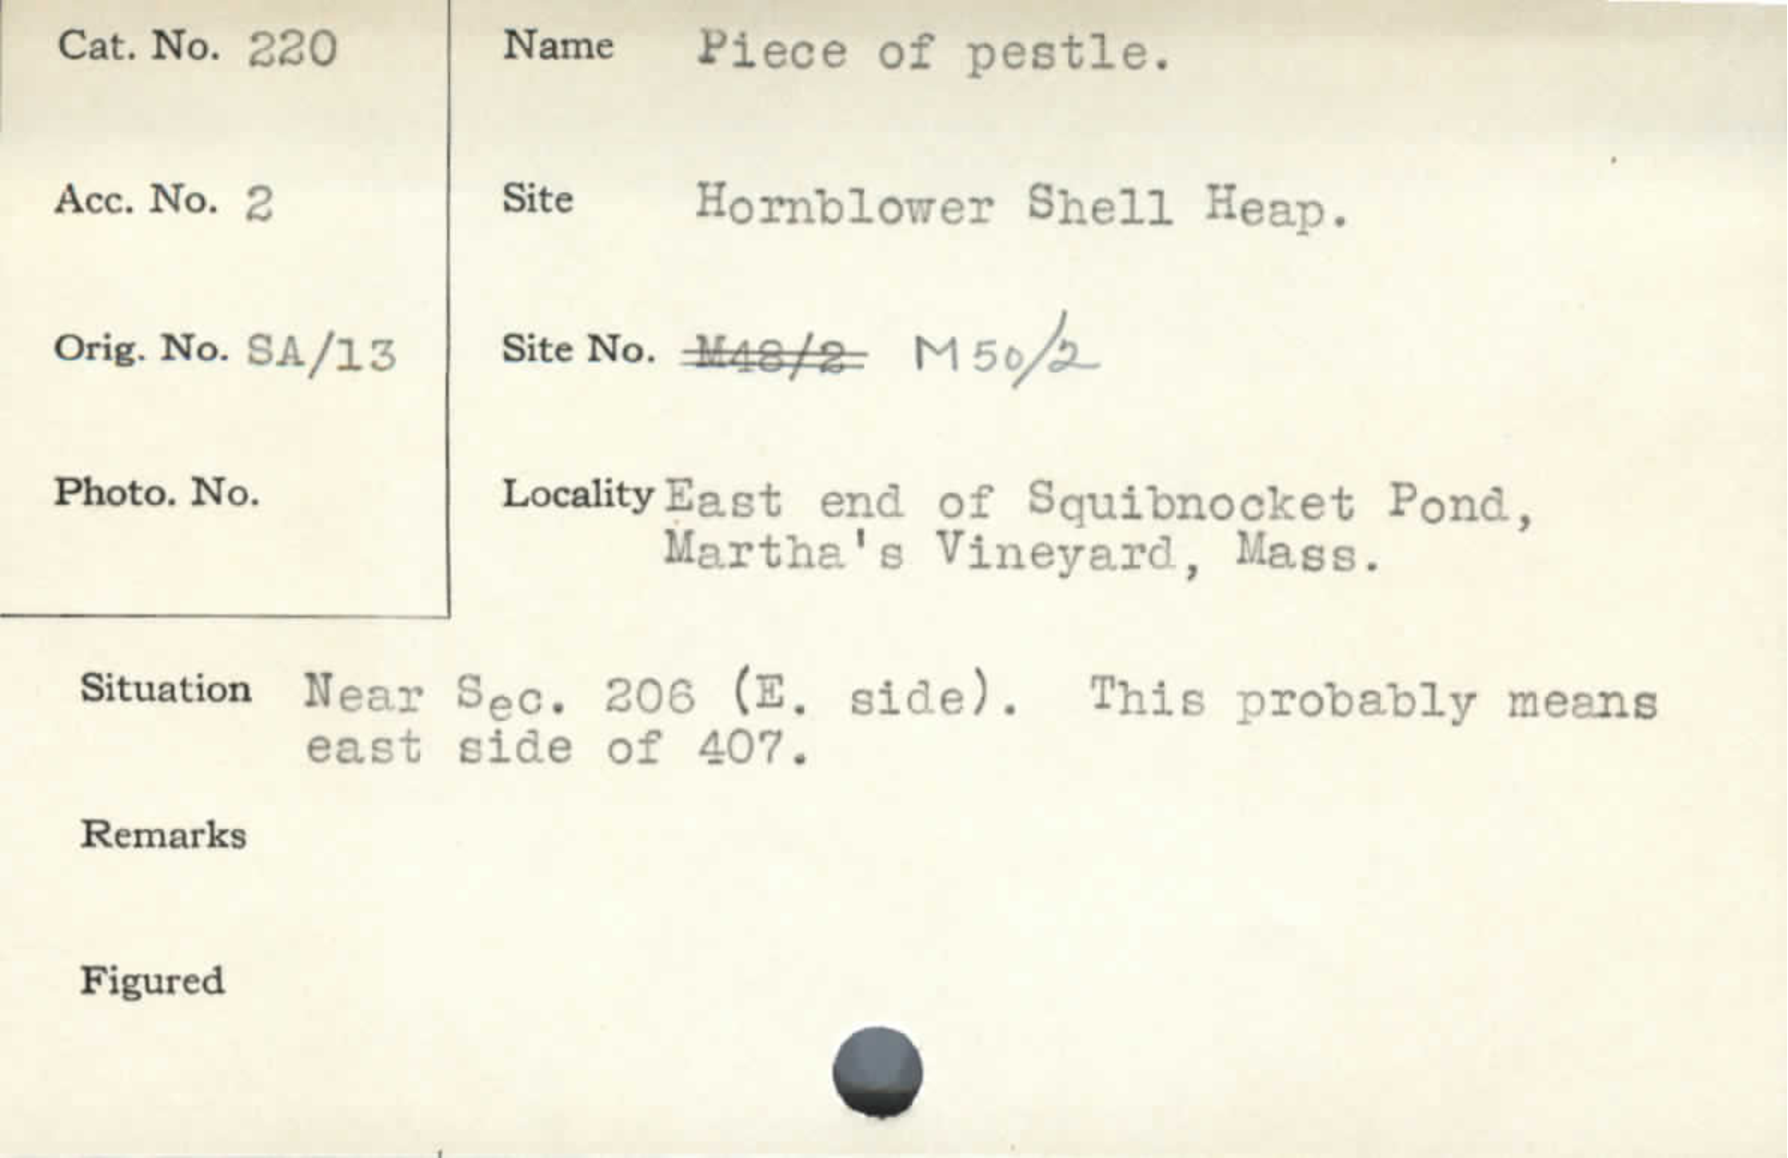 Cat. No. 220
Name Piece of pestle.
Acc. No. 2
Site Hornblower Shell Heap.
Orig. No. SA/13
Site No. M48/2 M50/2
Photo. No.
Locality East end of Squibnocket Pond,
Martha's Vineyard, Mass.
Situation Near Sec. 206 (E. side). This probably means
east side of 407.
Remarks
Figured